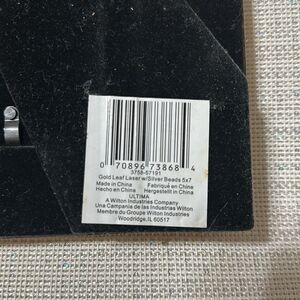 0 70896 73868 4
3758-57191
Gold Leaf Laser w/Silver Beads 5x7
Made in China Fabriqué en Chine
Hecho en China Hergestellt in China
ULTIMA
A Wilton Industries Company
Una Campania de las Industrias Wilton
Membre du Groupe Wilton Industries
Woodridge, IL 60517